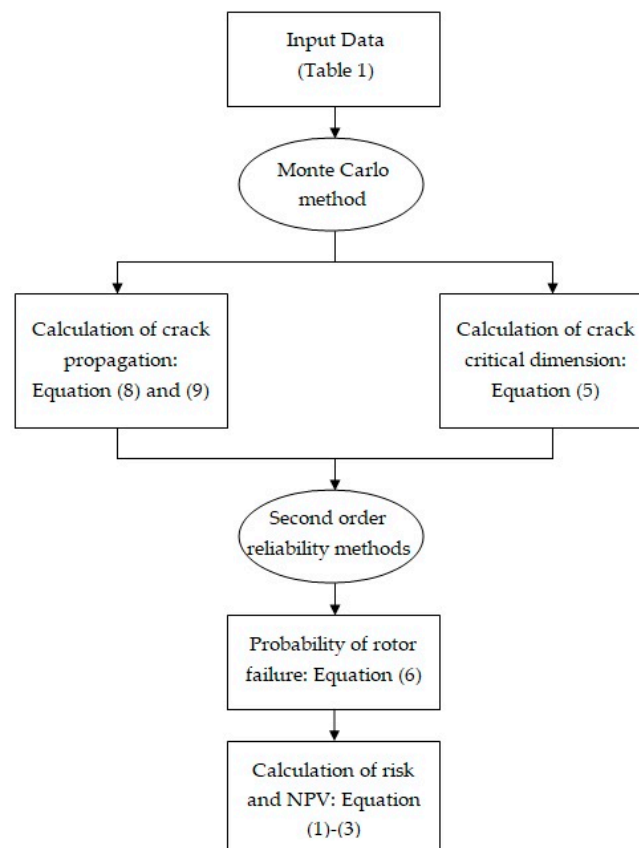 Input Data
(Table 1)
Monte Carlo
method
Calculation of crack
propagation:
Equation (8) and (9)
Calculation of crack
critical dimension:
Equation (5)
Second order
reliability methods
Probability of rotor
failure: Equation (6)
Calculation of risk
and NPV: Equation
(1)-(3)